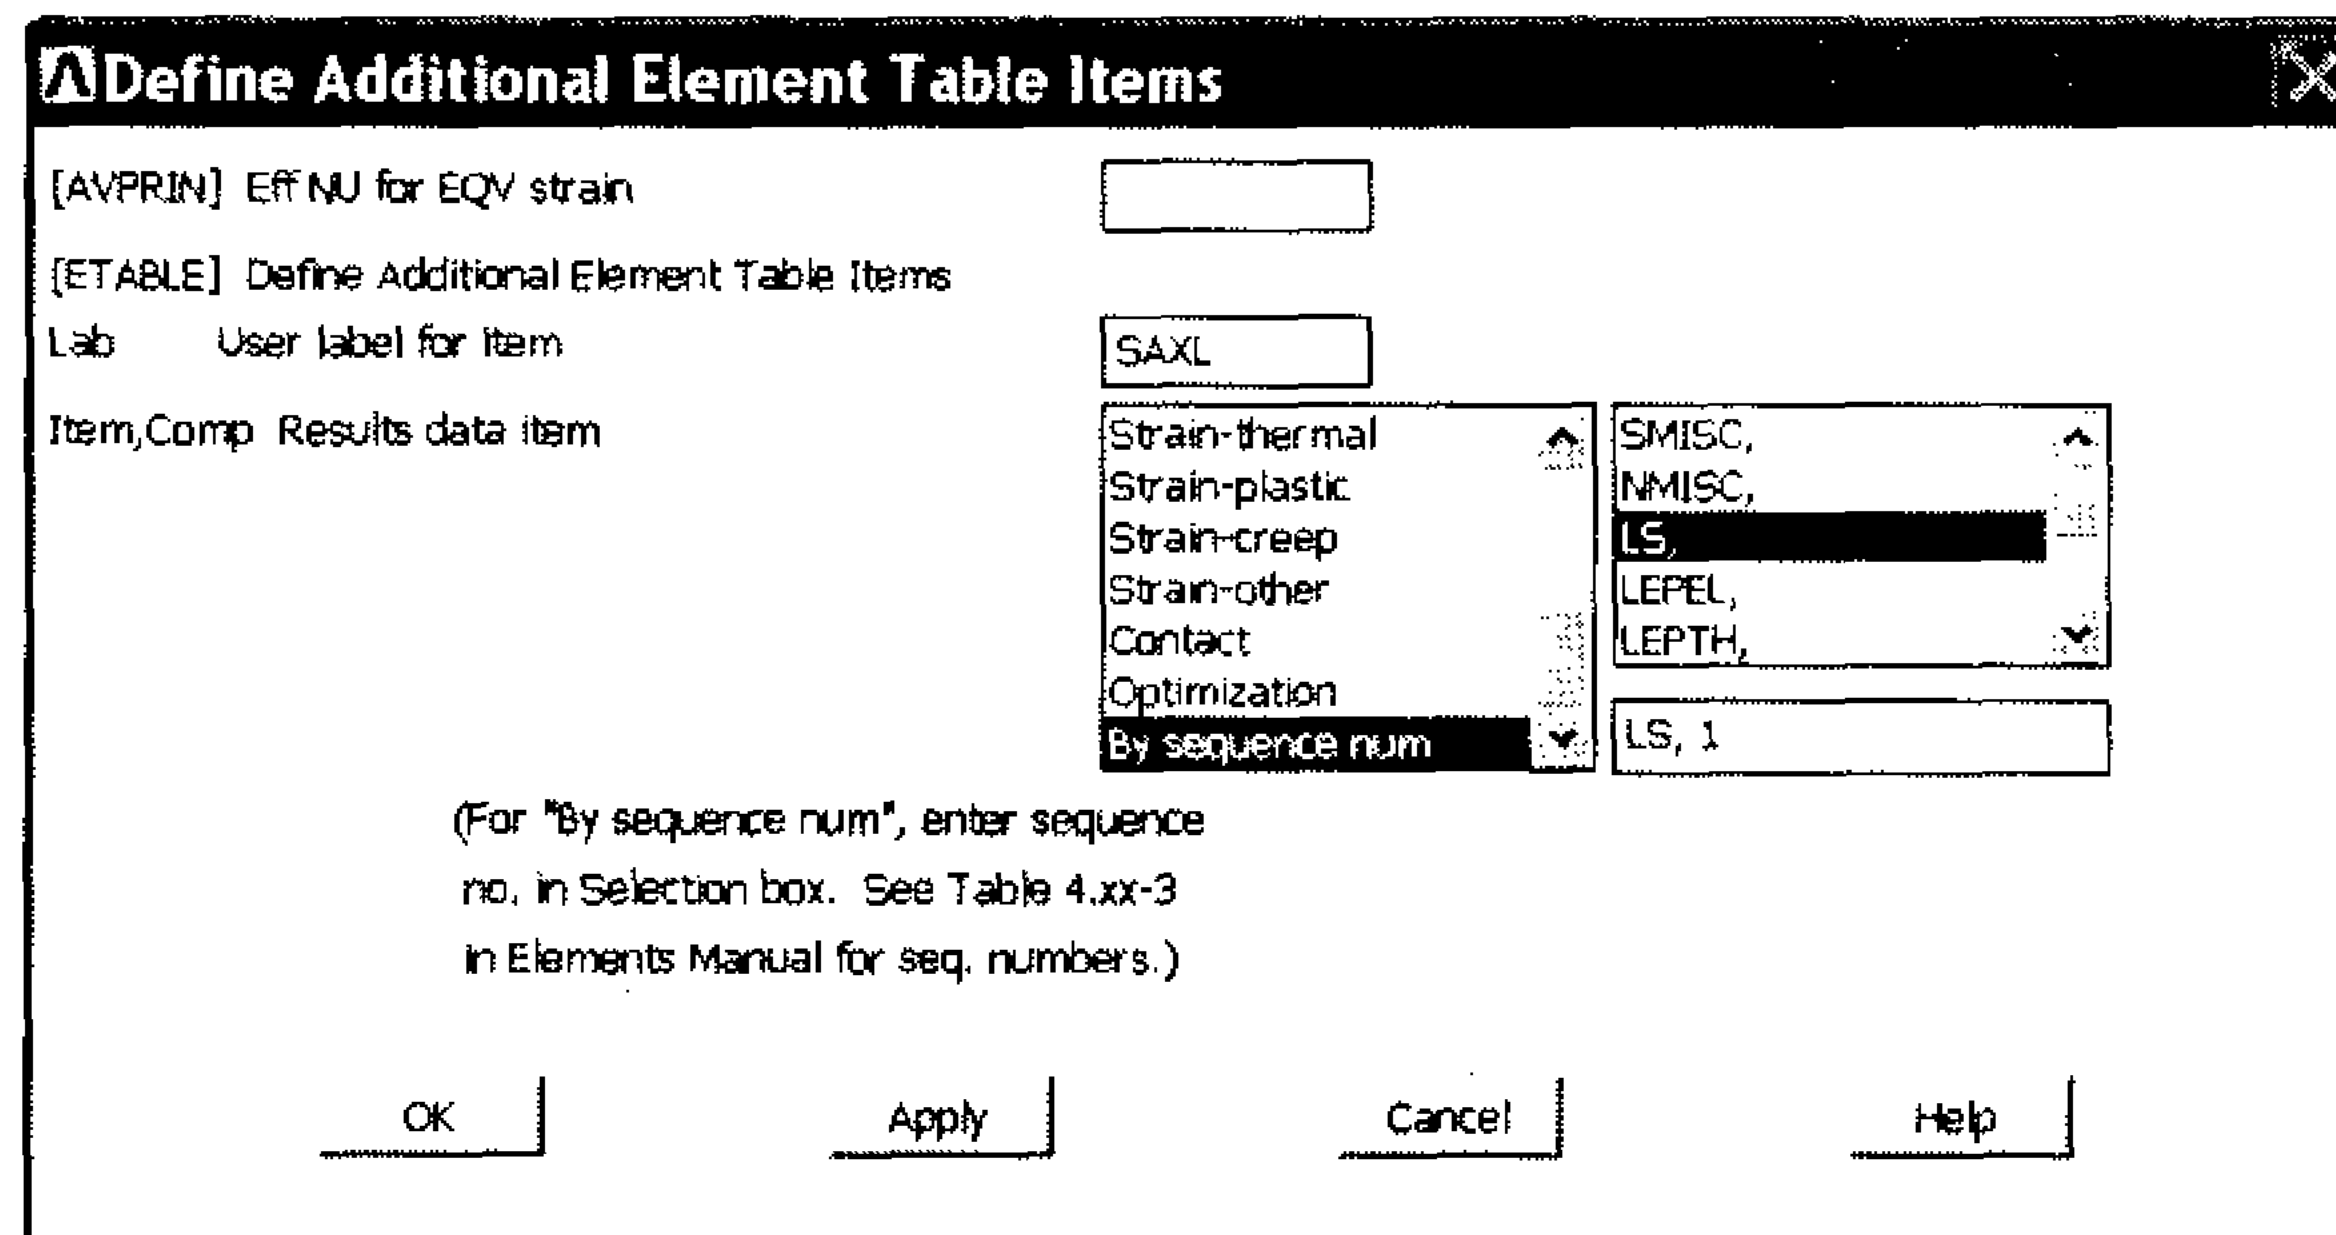 Define Additional Element Table Items
[AVPRIN] Eff NU for EQV strain
[ETABLE] Define Additional Element Table Items
Lab User label for item
SAXL
Item,Comp Results data item
Strain-thermal
Strain-plastic
Strain-creep
Strain-other
Contact
Optimization
By sequence num
SMISC,
NMISC,
LS,
LEPEL,
LEPTH,
LS, 1
(For "By sequence num", enter sequence
no. in Selection box. See Table 4.xx-3
in Elements Manual for seq. numbers.)
OK Apply Cancel Help